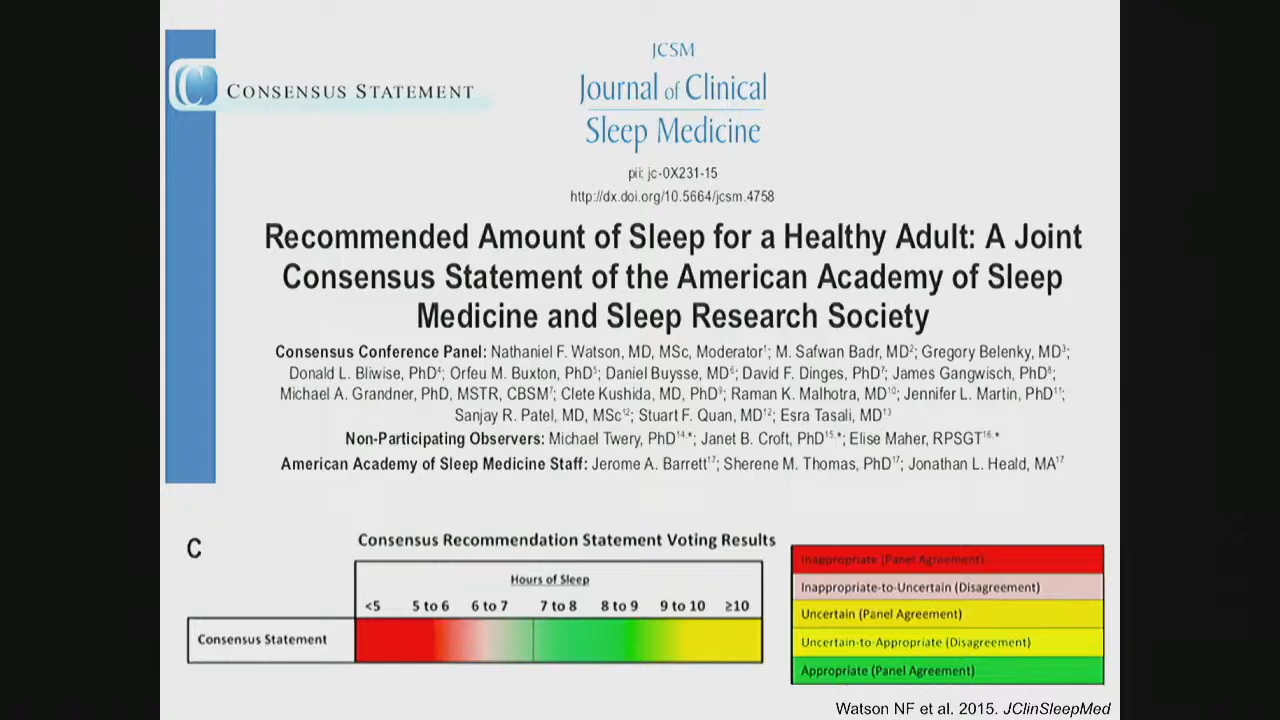 CONSENSUS STATEMENT
JCSM
Journal of Clinical
Sleep Medicine
pii: jc-0X231-15
http://dx.doi.org/10.5664/jcsm.4758
Recommended Amount of Sleep for a Healthy Adult: A Joint
Consensus Statement of the American Academy of Sleep
Medicine and Sleep Research Society
Consensus Conference Panel: Nathaniel F. Watson, MD, MSc, Moderator¹; M. Safwan Badr, MD²; Gregory Belenky, MD³;
Donald L. Bliwise, PhD⁴; Orfeu M. Buxton, PhD⁵; Daniel Buysse, MD⁶; David F. Dinges, PhD⁷; James Gangwisch, PhD⁸;
Michael A. Grandner, PhD, MSTR, CBSM⁷; Clete Kushida, MD, PhD⁹; Raman K. Malhotra, MD¹⁰; Jennifer L. Martin, PhD¹¹;
Sanjay R. Patel, MD, MSc¹²; Stuart F. Quan, MD¹²; Esra Tasali, MD¹³
Non-Participating Observers: Michael Twery, PhD¹⁴·*; Janet B. Croft, PhD¹⁵·*; Elise Maher, RPSGT¹⁶·*
American Academy of Sleep Medicine Staff: Jerome A. Barrett¹⁷; Sherene M. Thomas, PhD¹⁷; Jonathan L. Heald, MA¹⁷
C
Consensus Recommendation Statement Voting Results
Hours of Sleep
<5 5 to 6 6 to 7 7 to 8 8 to 9 9 to 10 ≥10
Consensus Statement
Inappropriate (Panel Agreement)
Inappropriate-to-Uncertain (Disagreement)
Uncertain (Panel Agreement)
Uncertain-to-Appropriate (Disagreement)
Appropriate (Panel Agreement)
Watson NF et al. 2015. JClinSleepMed